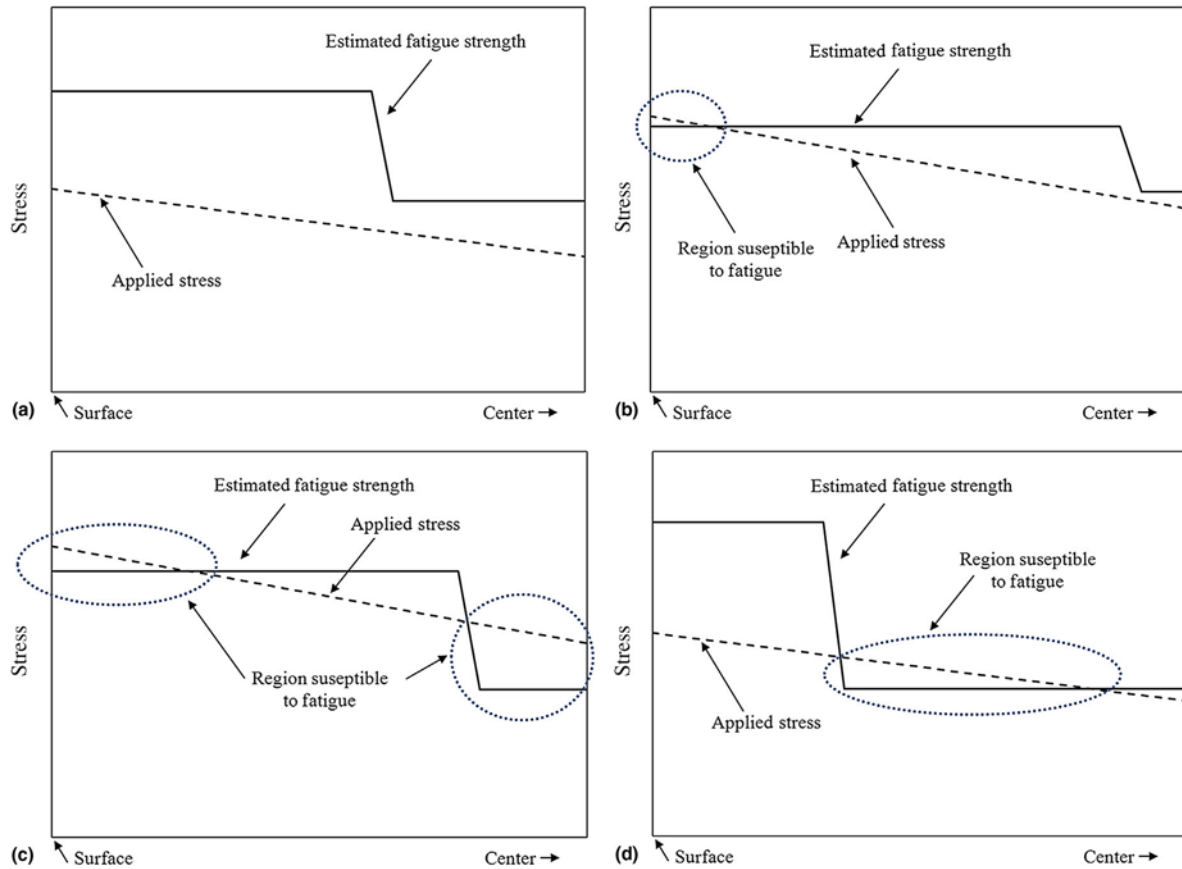 Estimated fatigue strength
Stress
Applied stress
(a)
Surface
Center
Estimated fatigue strength
Stress
Region suseptible
to fatigue
Applied stress
(b)
Surface
Center
Estimated fatigue strength
Applied stress
Stress
Region suseptible
to fatigue
(c)
Surface
Center
Estimated fatigue strength
Region suseptible
to fatigue
Stress
Applied stress
(d)
Surface
Center